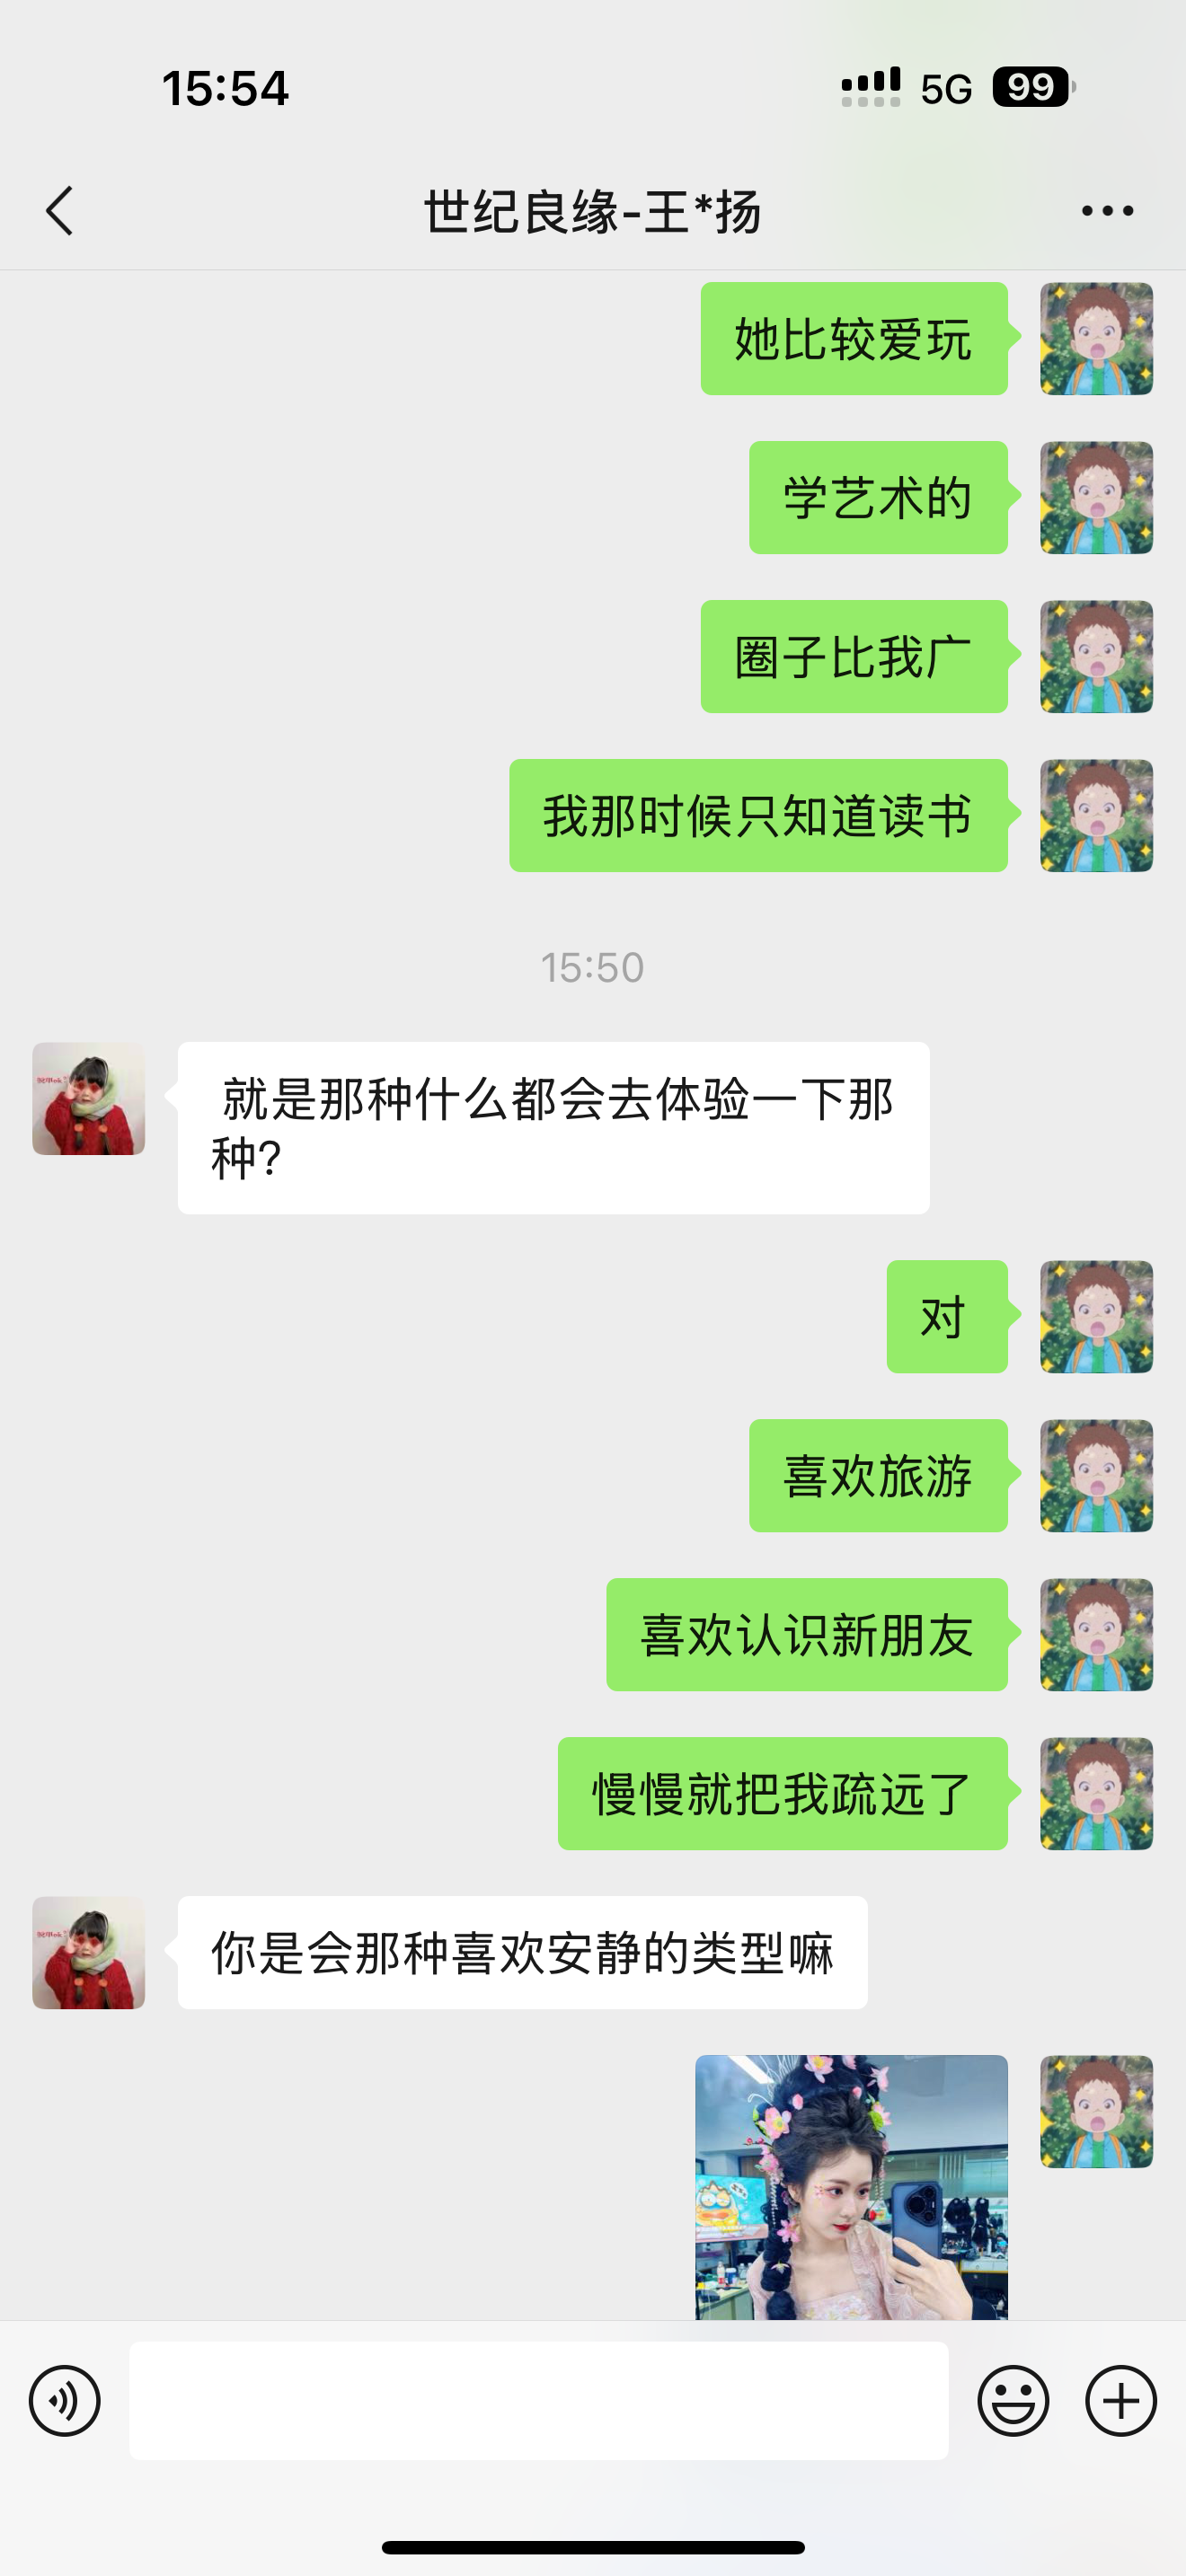 15:54
5G 99
世纪良缘-王*扬
她比较爱玩
学艺术的
圈子比我广
我那时候只知道读书
15:50
就是那种什么都会去体验一下那
种?
对
喜欢旅游
喜欢认识新朋友
慢慢就把我疏远了
你是会那种喜欢安静的类型嘛